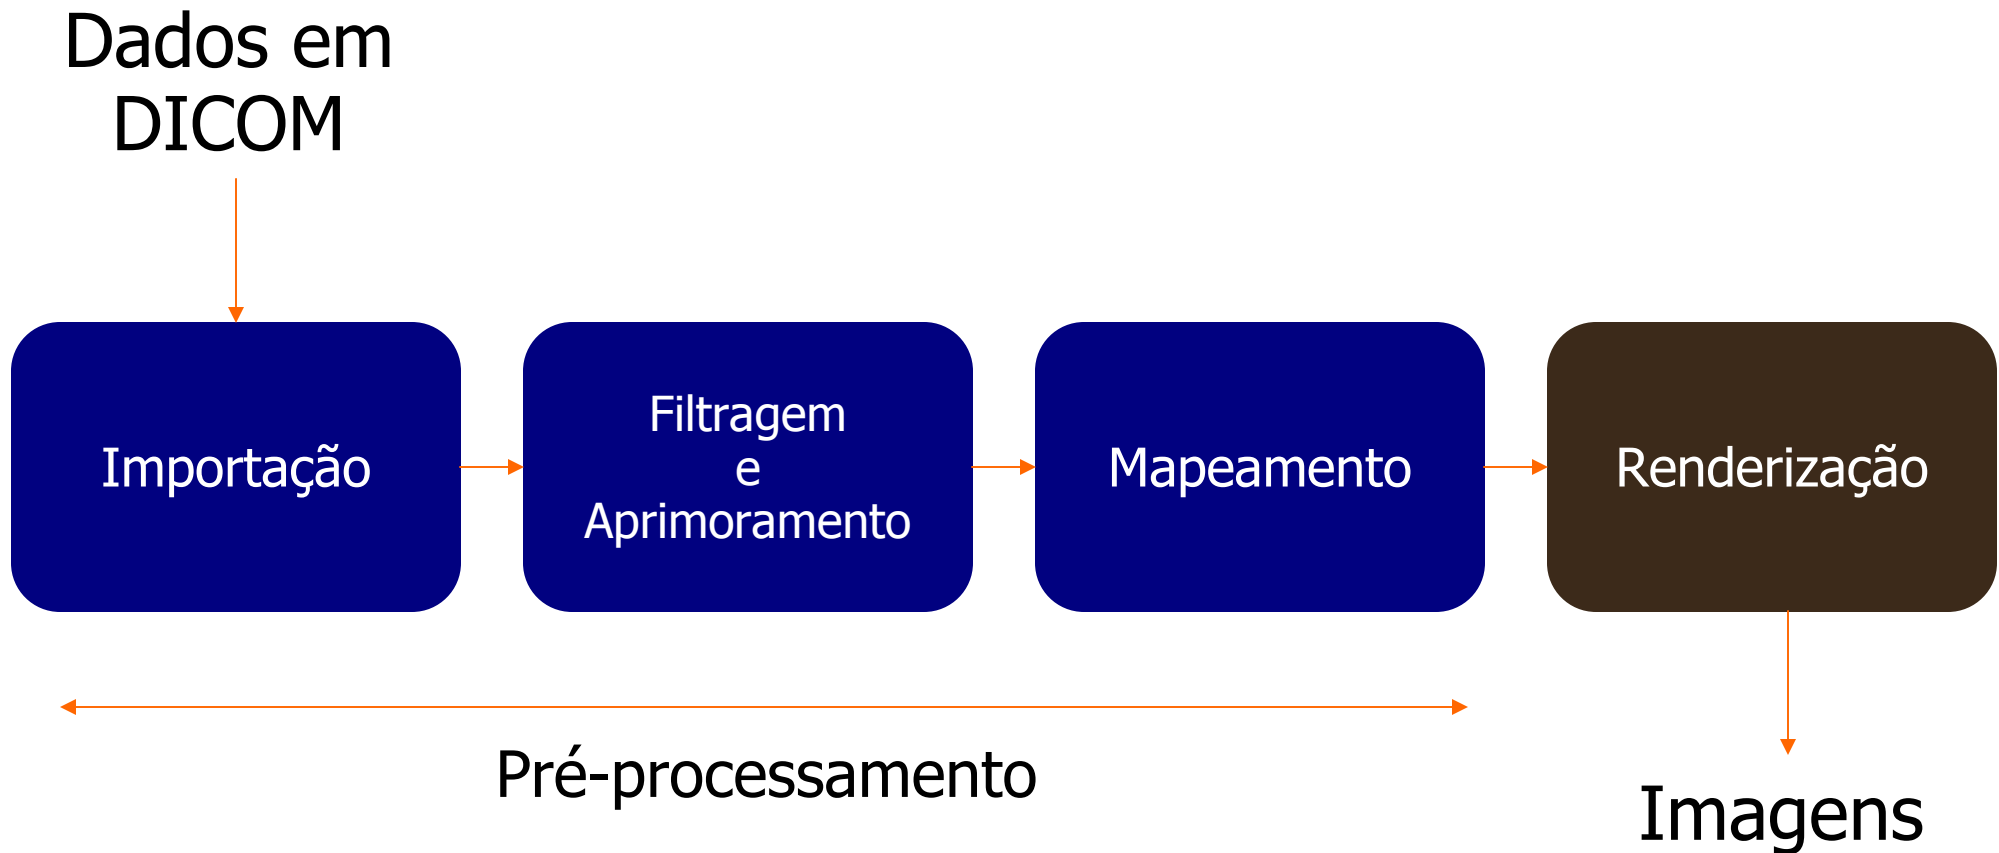 Dados em
DICOM
Importação
Filtragem
e
Aprimoramento
Mapeamento
Renderização
Pré-processamento
Imagens